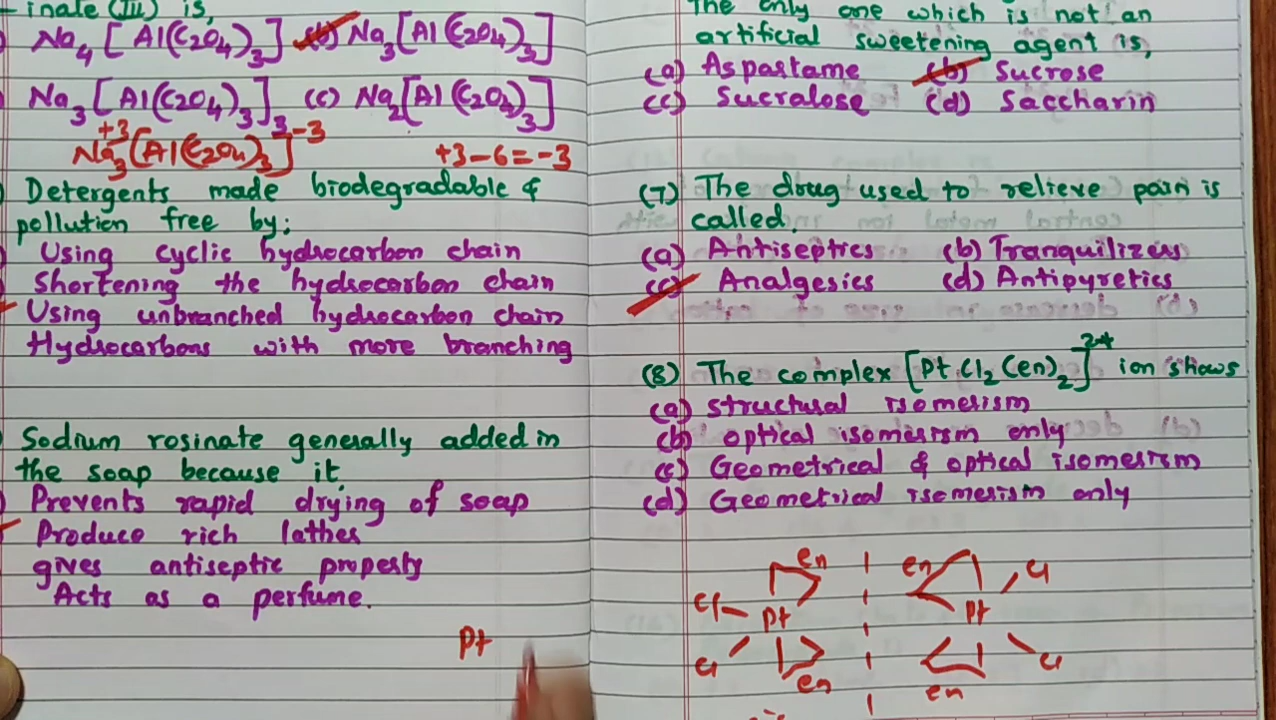 inate (III) is,
Na4 [Al(C2O4)3] (b) Na3[Al(C2O4)3]
Na3[Al(C2O4)3]3 (c) Na2[Al(C2O4)3]
Na3+3[Al(C2O4)3]-3 +3-6=-3
Detergents made biodegradable &
pollution free by;
Using cyclic hydrocarbon chain
Shortening the hydrocarbon chain
Using unbranched hydrocarbon chain
Hydrocarbons with more branching
Sodium rosinate generally added in
the soap because it,
Prevents rapid drying of soap
Produce rich lather
gives antiseptic property
Acts as a perfume.
Pt
The only one which is not an
artificial sweetening agent is,
(a) Aspastame (b) Sucrose
(c) Sucralose (d) Saccharin
(7) The drug used to relieve pain is
called,
(a) Antiseptics (b) Tranquilizers
(c) Analgesics (d) Antipyretics
(8) The complex [Pt Cl2 (en)2]2+ ion shows
(a) structural isomerism
(b) optical isomerism only
(c) Geometrical & optical isomerism
(d) Geometrical isomerism only
en en Cl
Cl Pt Pt
Cl Cl
en en